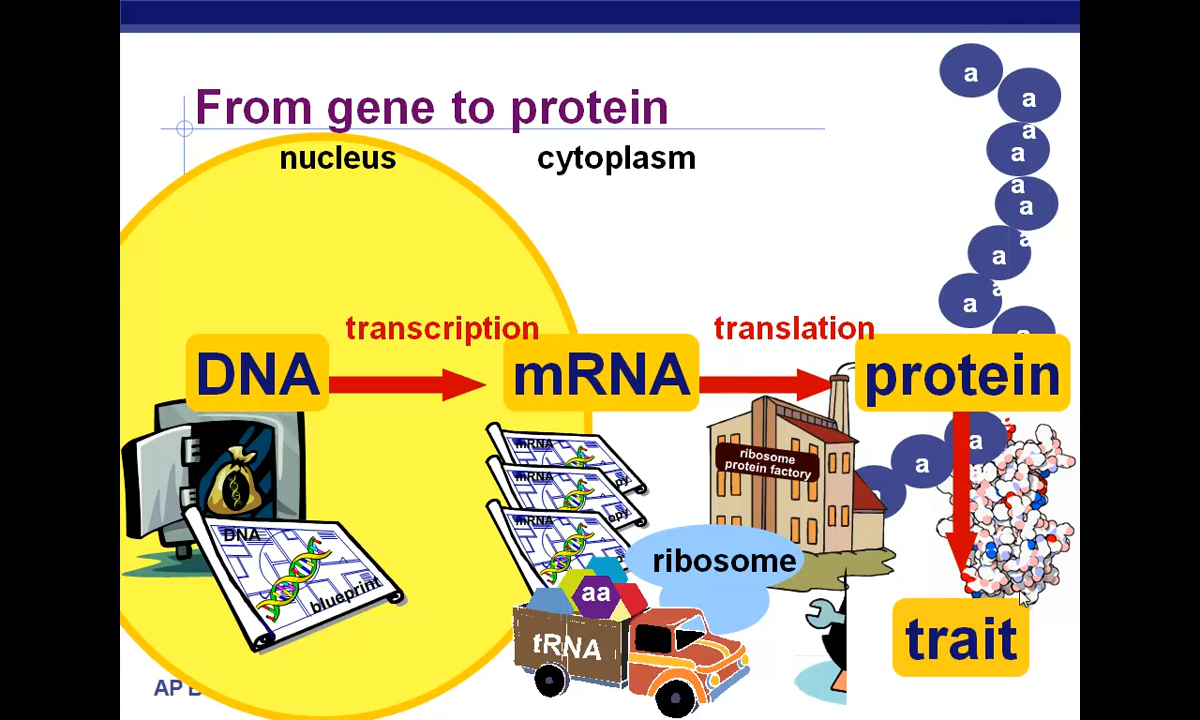 From gene to protein
nucleus
cytoplasm
a
a
a
a
a
a
a
a
a
a
transcription
translation
DNA
mRNA
protein
a
a
ribosome
protein factory
mRNA
mRNA
mRNA
DNA
blueprint
ribosome
aa
tRNA
trait
AP